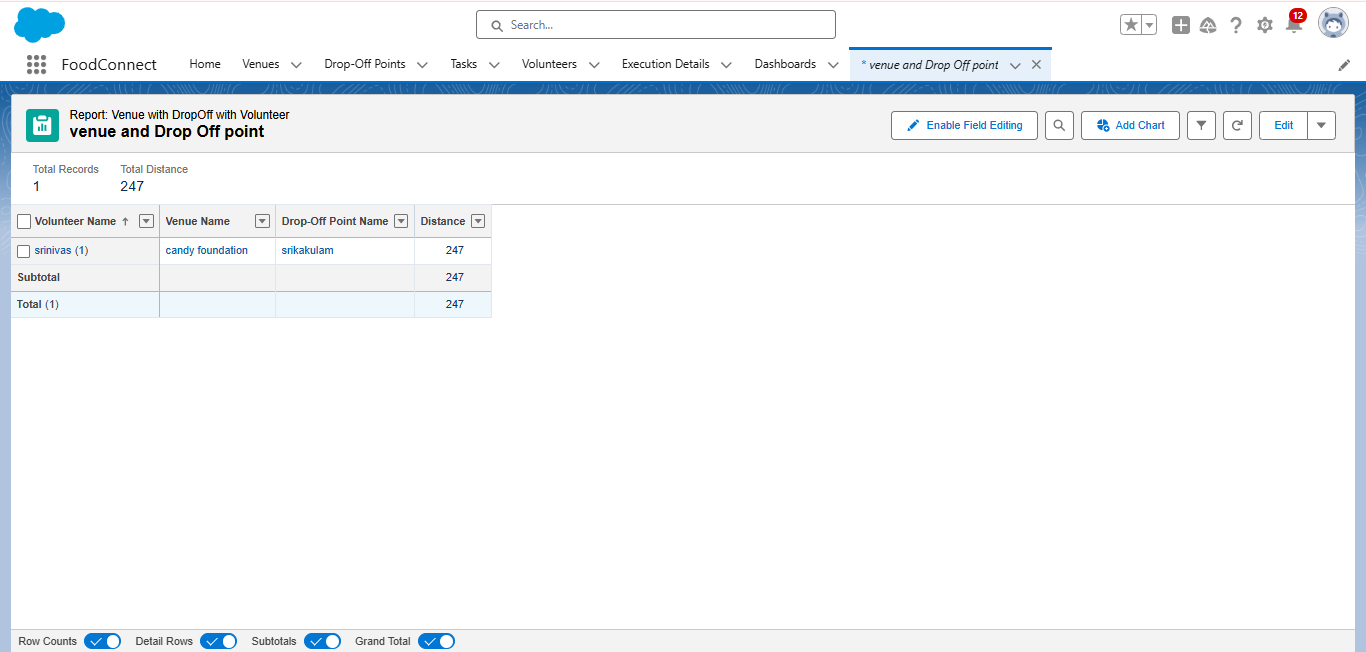 Search...
12
FoodConnect Home Venues Drop-Off Points Tasks Volunteers Execution Details Dashboards * venue and Drop Off point
Report: Venue with DropOff with Volunteer
venue and Drop Off point
Enable Field Editing Add Chart Edit
Total Records Total Distance
1 247
Volunteer Name ↑ Venue Name Drop-Off Point Name Distance
srinivas (1) candy foundation srikakulam 247
Subtotal 247
Total (1) 247
Row Counts Detail Rows Subtotals Grand Total